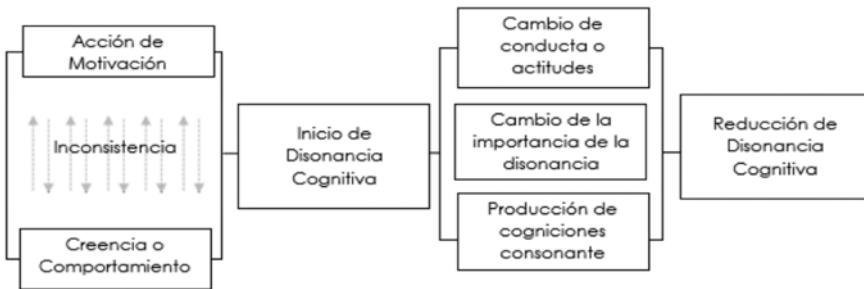 Acción de
Motivación
Inconsistencia
Creencia o
Comportamiento
Inicio de
Disonancia
Cognitiva
Cambio de
conducta o
actitudes
Cambio de la
importancia de la
disonancia
Producción de
cogniciones
consonante
Reducción de
Disonancia
Cognitiva